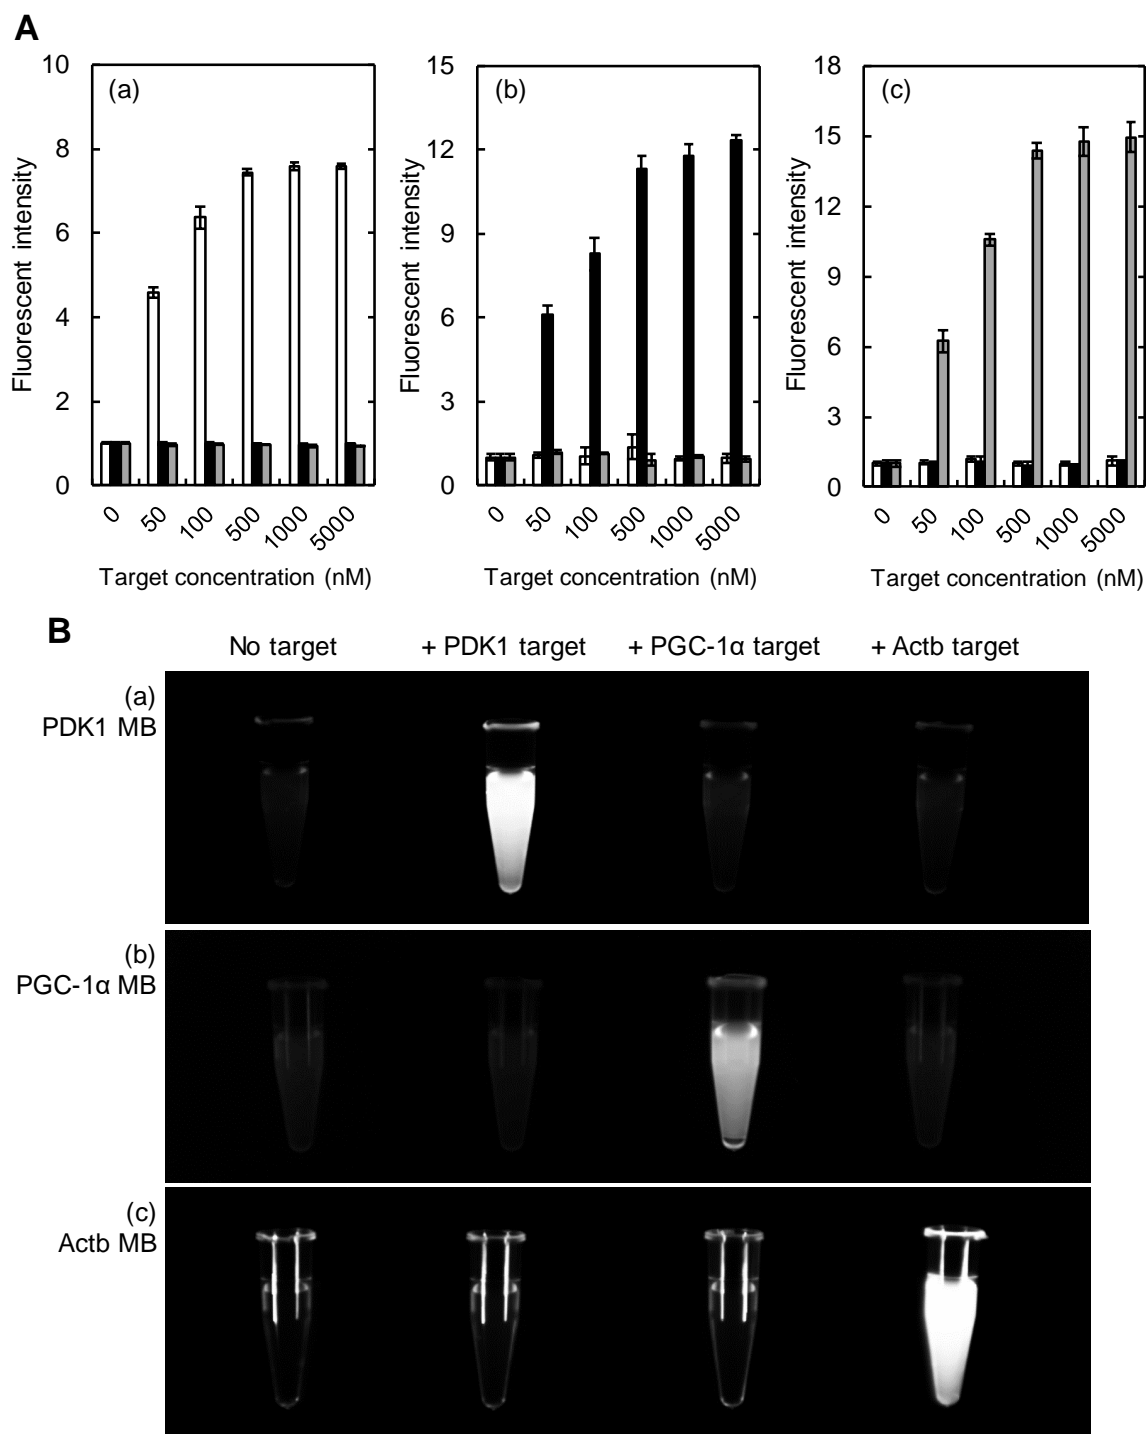 A
(a)
10
8
6
4
2
0
Fluorescent intensity
0
50
100
500
1000
5000
Target concentration (nM)
(b)
15
12
9
6
3
0
Fluorescent intensity
0
50
100
500
1000
5000
Target concentration (nM)
(c)
18
15
12
9
6
3
0
Fluorescent intensity
0
50
100
500
1000
5000
Target concentration (nM)
B
No target
+ PDK1 target
+ PGC-1α target
+ Actb target
(a)
PDK1 MB
(b)
PGC-1α MB
(c)
Actb MB